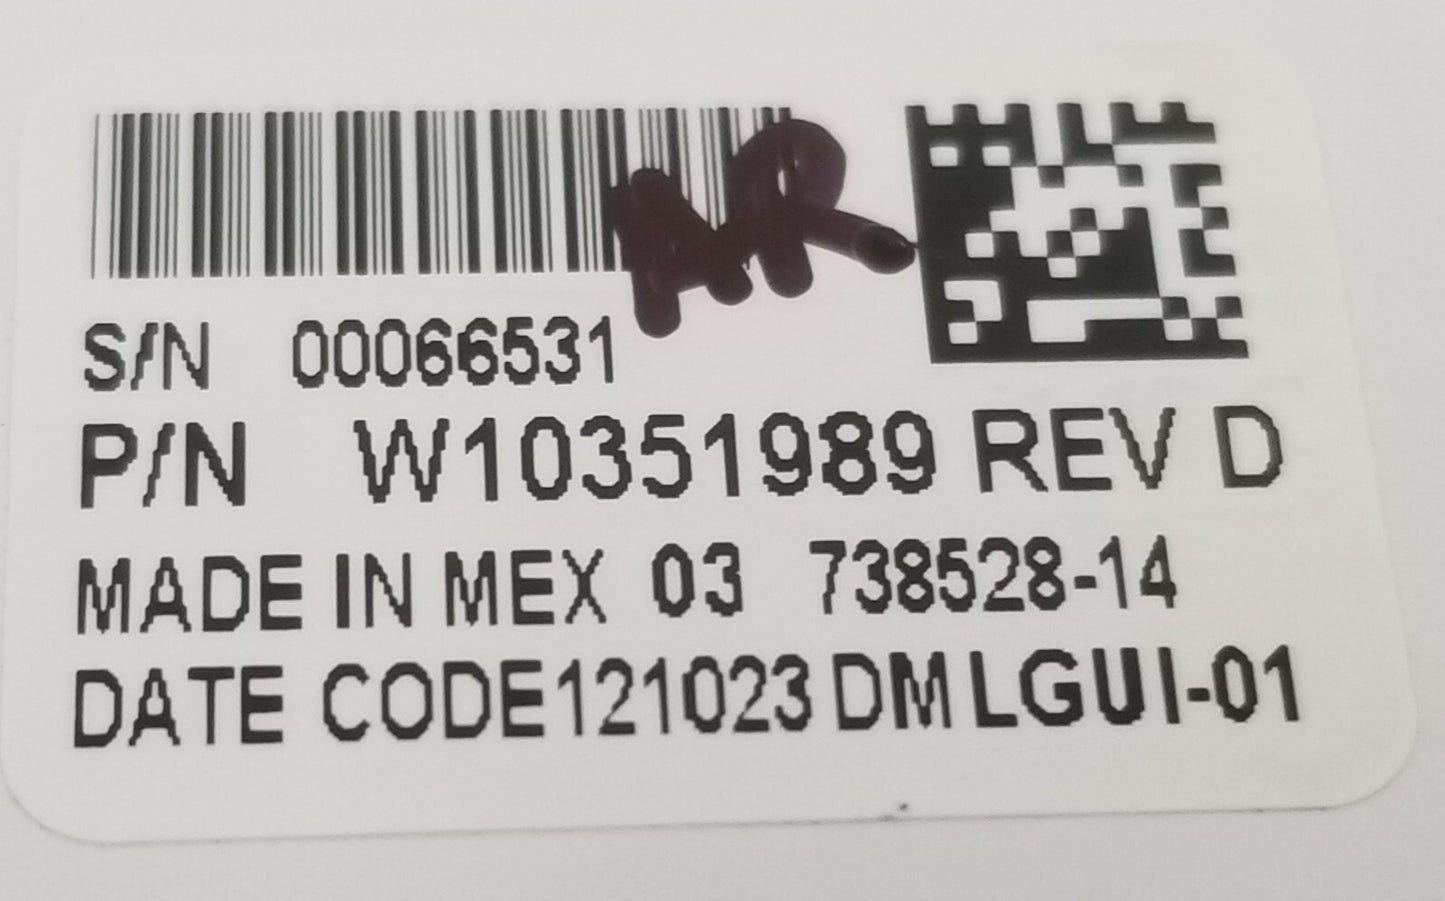 S/N 00066531
P/N W10351989 REV D
MADE IN MEX 03 738528-14
DATE CODE121023 DM LGUI-01